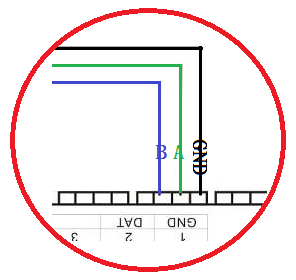 B A GND
DAT GND
3 2 1